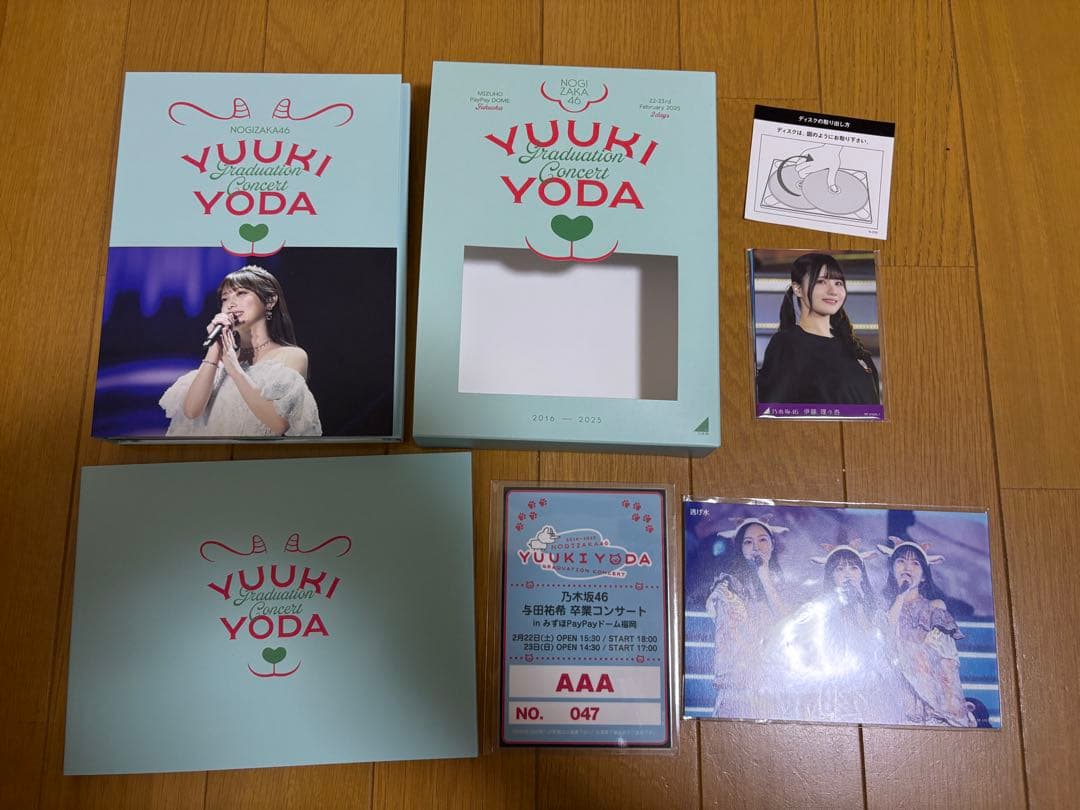 NOGIZAKA46
YUUKI
Graduation
Concert
YODA
MIZUHO
PayPay DOME
Fukuoka
NOGI
ZAKA
46
22-23rd
February 2025
2days
YUUKI
Graduation
Concert
YODA
2016 — 2025
ディスクの取り出し方
ディスクは、図のようにお取り下さい。
乃木坂46 伊藤 理々杏
YUUKI
Graduation
Concert
YODA
2016-2025
NOGIZAKA46
YUUKI YODA
GRADUATION CONCERT
乃木坂46
与田祐希 卒業コンサート
in みずほPayPayドーム福岡
2月22日(土) OPEN 15:30 / START 18:00
23日(日) OPEN 14:30 / START 17:00
AAA
NO. 047
逃げ水